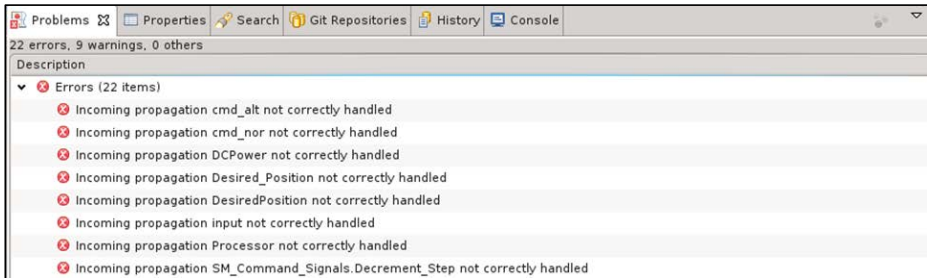 Problems Properties Search Git Repositories History Console
22 errors, 9 warnings, 0 others
Description
Errors (22 items)
Incoming propagation cmd_alt not correctly handled
Incoming propagation cmd_nor not correctly handled
Incoming propagation DCPower not correctly handled
Incoming propagation Desired_Position not correctly handled
Incoming propagation DesiredPosition not correctly handled
Incoming propagation input not correctly handled
Incoming propagation Processor not correctly handled
Incoming propagation SM_Command_Signals.Decrement_Step not correctly handled